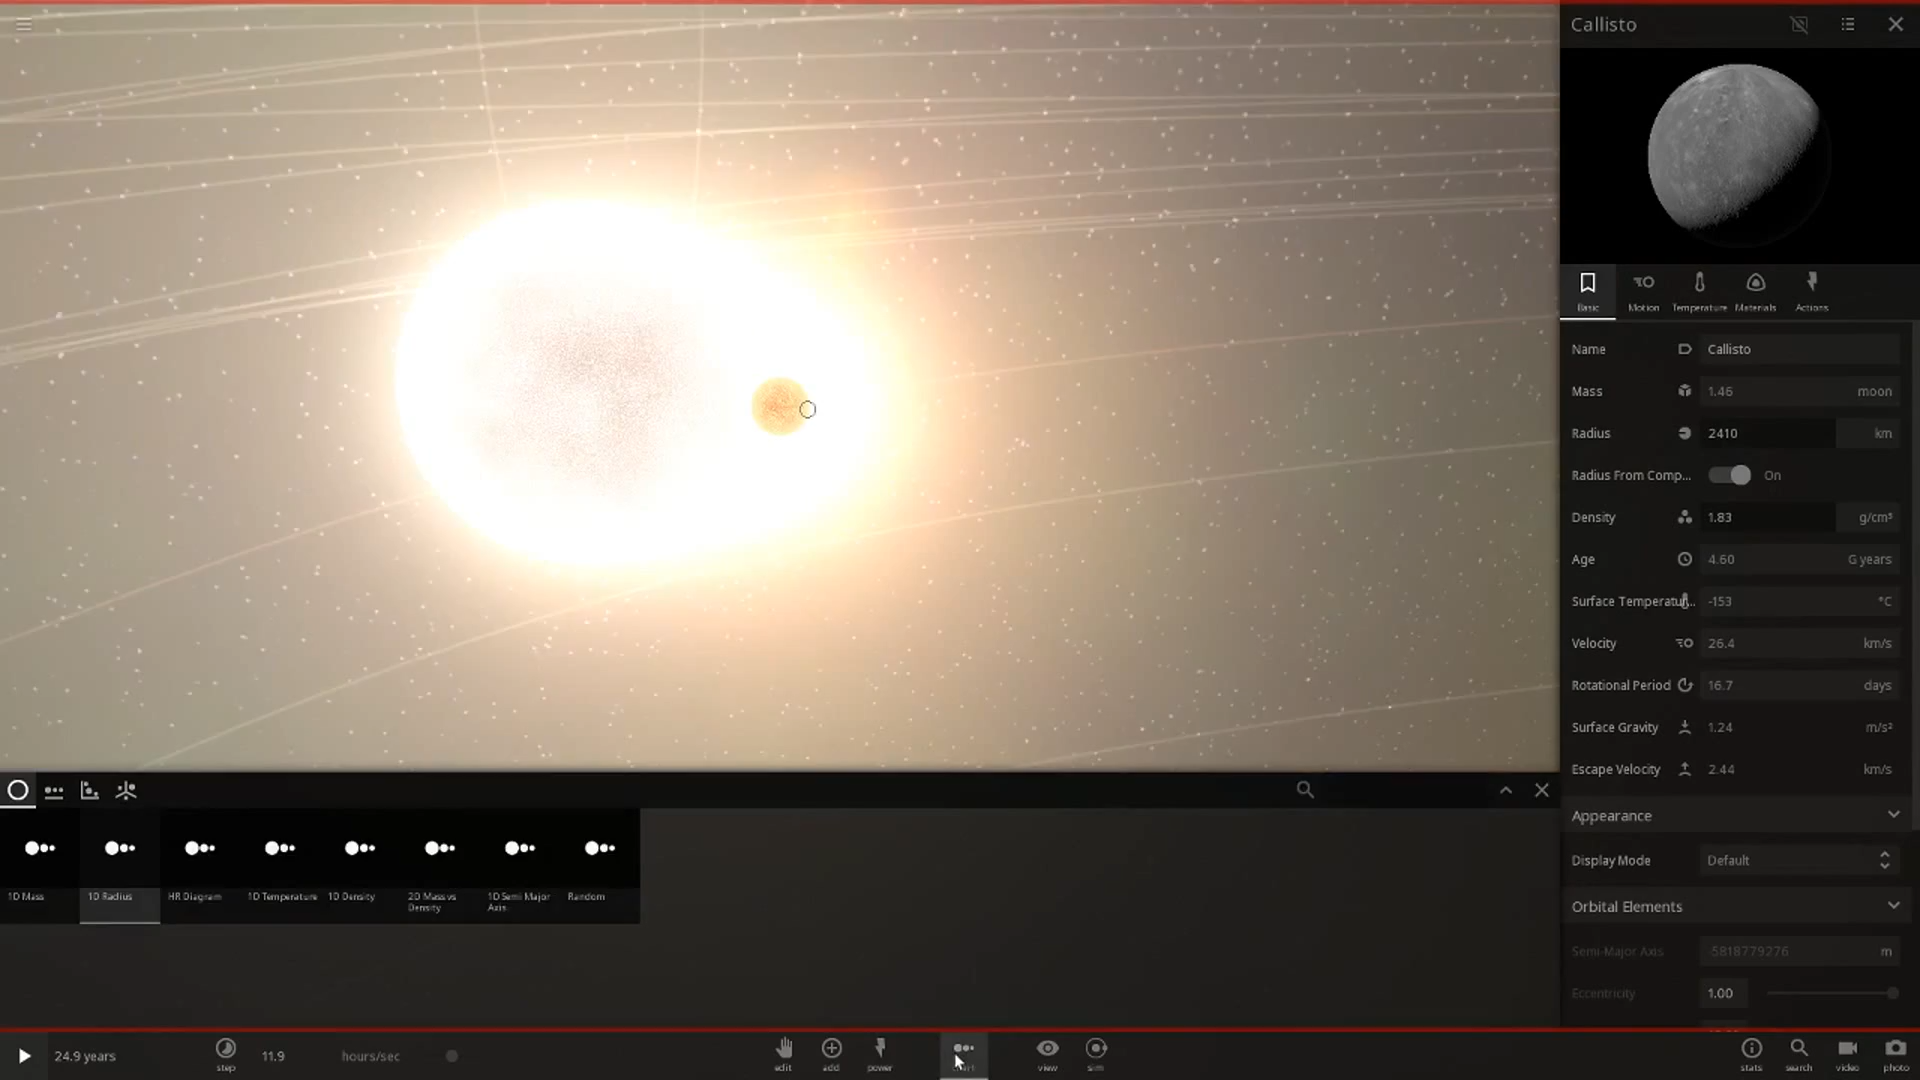 Callisto
Basic
Motion
Temperature
Materials
Actions
Name
Callisto
Mass
1.46
moon
Radius
2410
km
Radius From Comp...
On
Density
1.83
g/cm³
Age
4.60
G years
Surface Temperatur...
-153
°C
Velocity
26.4
km/s
Rotational Period
16.7
days
Surface Gravity
1.24
m/s²
Escape Velocity
2.44
km/s
Appearance
Display Mode
Default
Orbital Elements
Semi-Major Axis
-5818779276
m
Eccentricity
1.00
1D Mass
1D Radius
HR Diagram
1D Temperature
1D Density
2D Mass vs
Density
1D Semi Major
Axis
Random
24.9 years
step
11.9
hours/sec
edit
add
power
view
sim
stats
search
video
photo